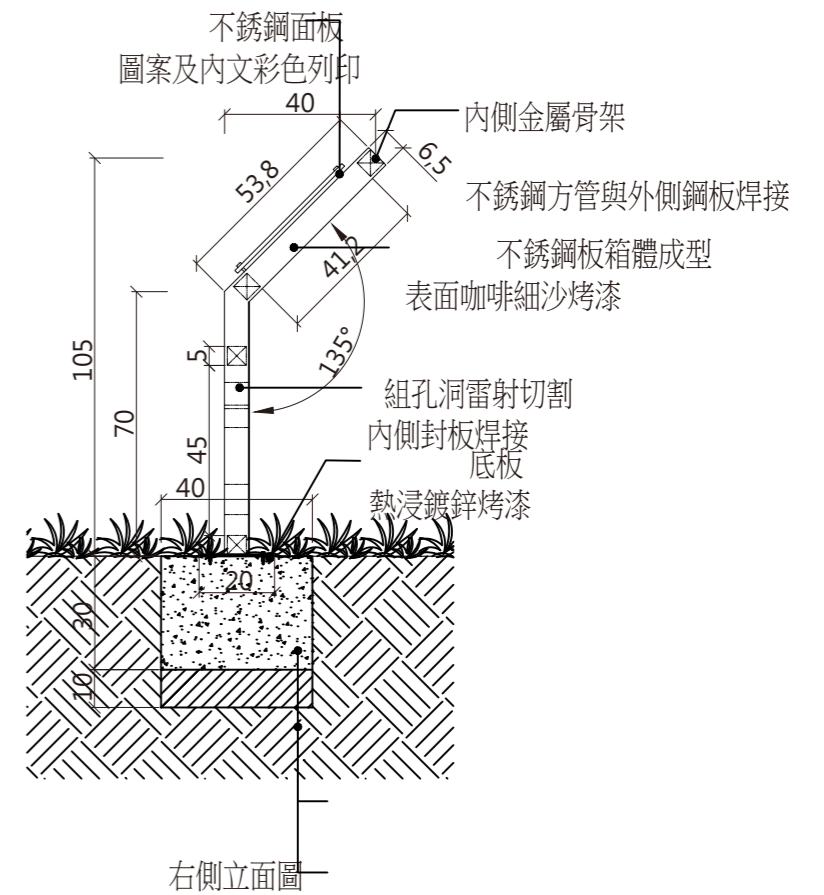 不銹鋼面板
圖案及內文彩色列印
40
內側金屬骨架
6,5
53,8
不銹鋼方管與外側鋼板焊接
41,2
不銹鋼板箱體成型
表面咖啡細沙烤漆
135°
105
5
70
組孔洞雷射切割
內側封板焊接
45
底板
40
熱浸鍍鋅烤漆
20
30
10
右側立面圖